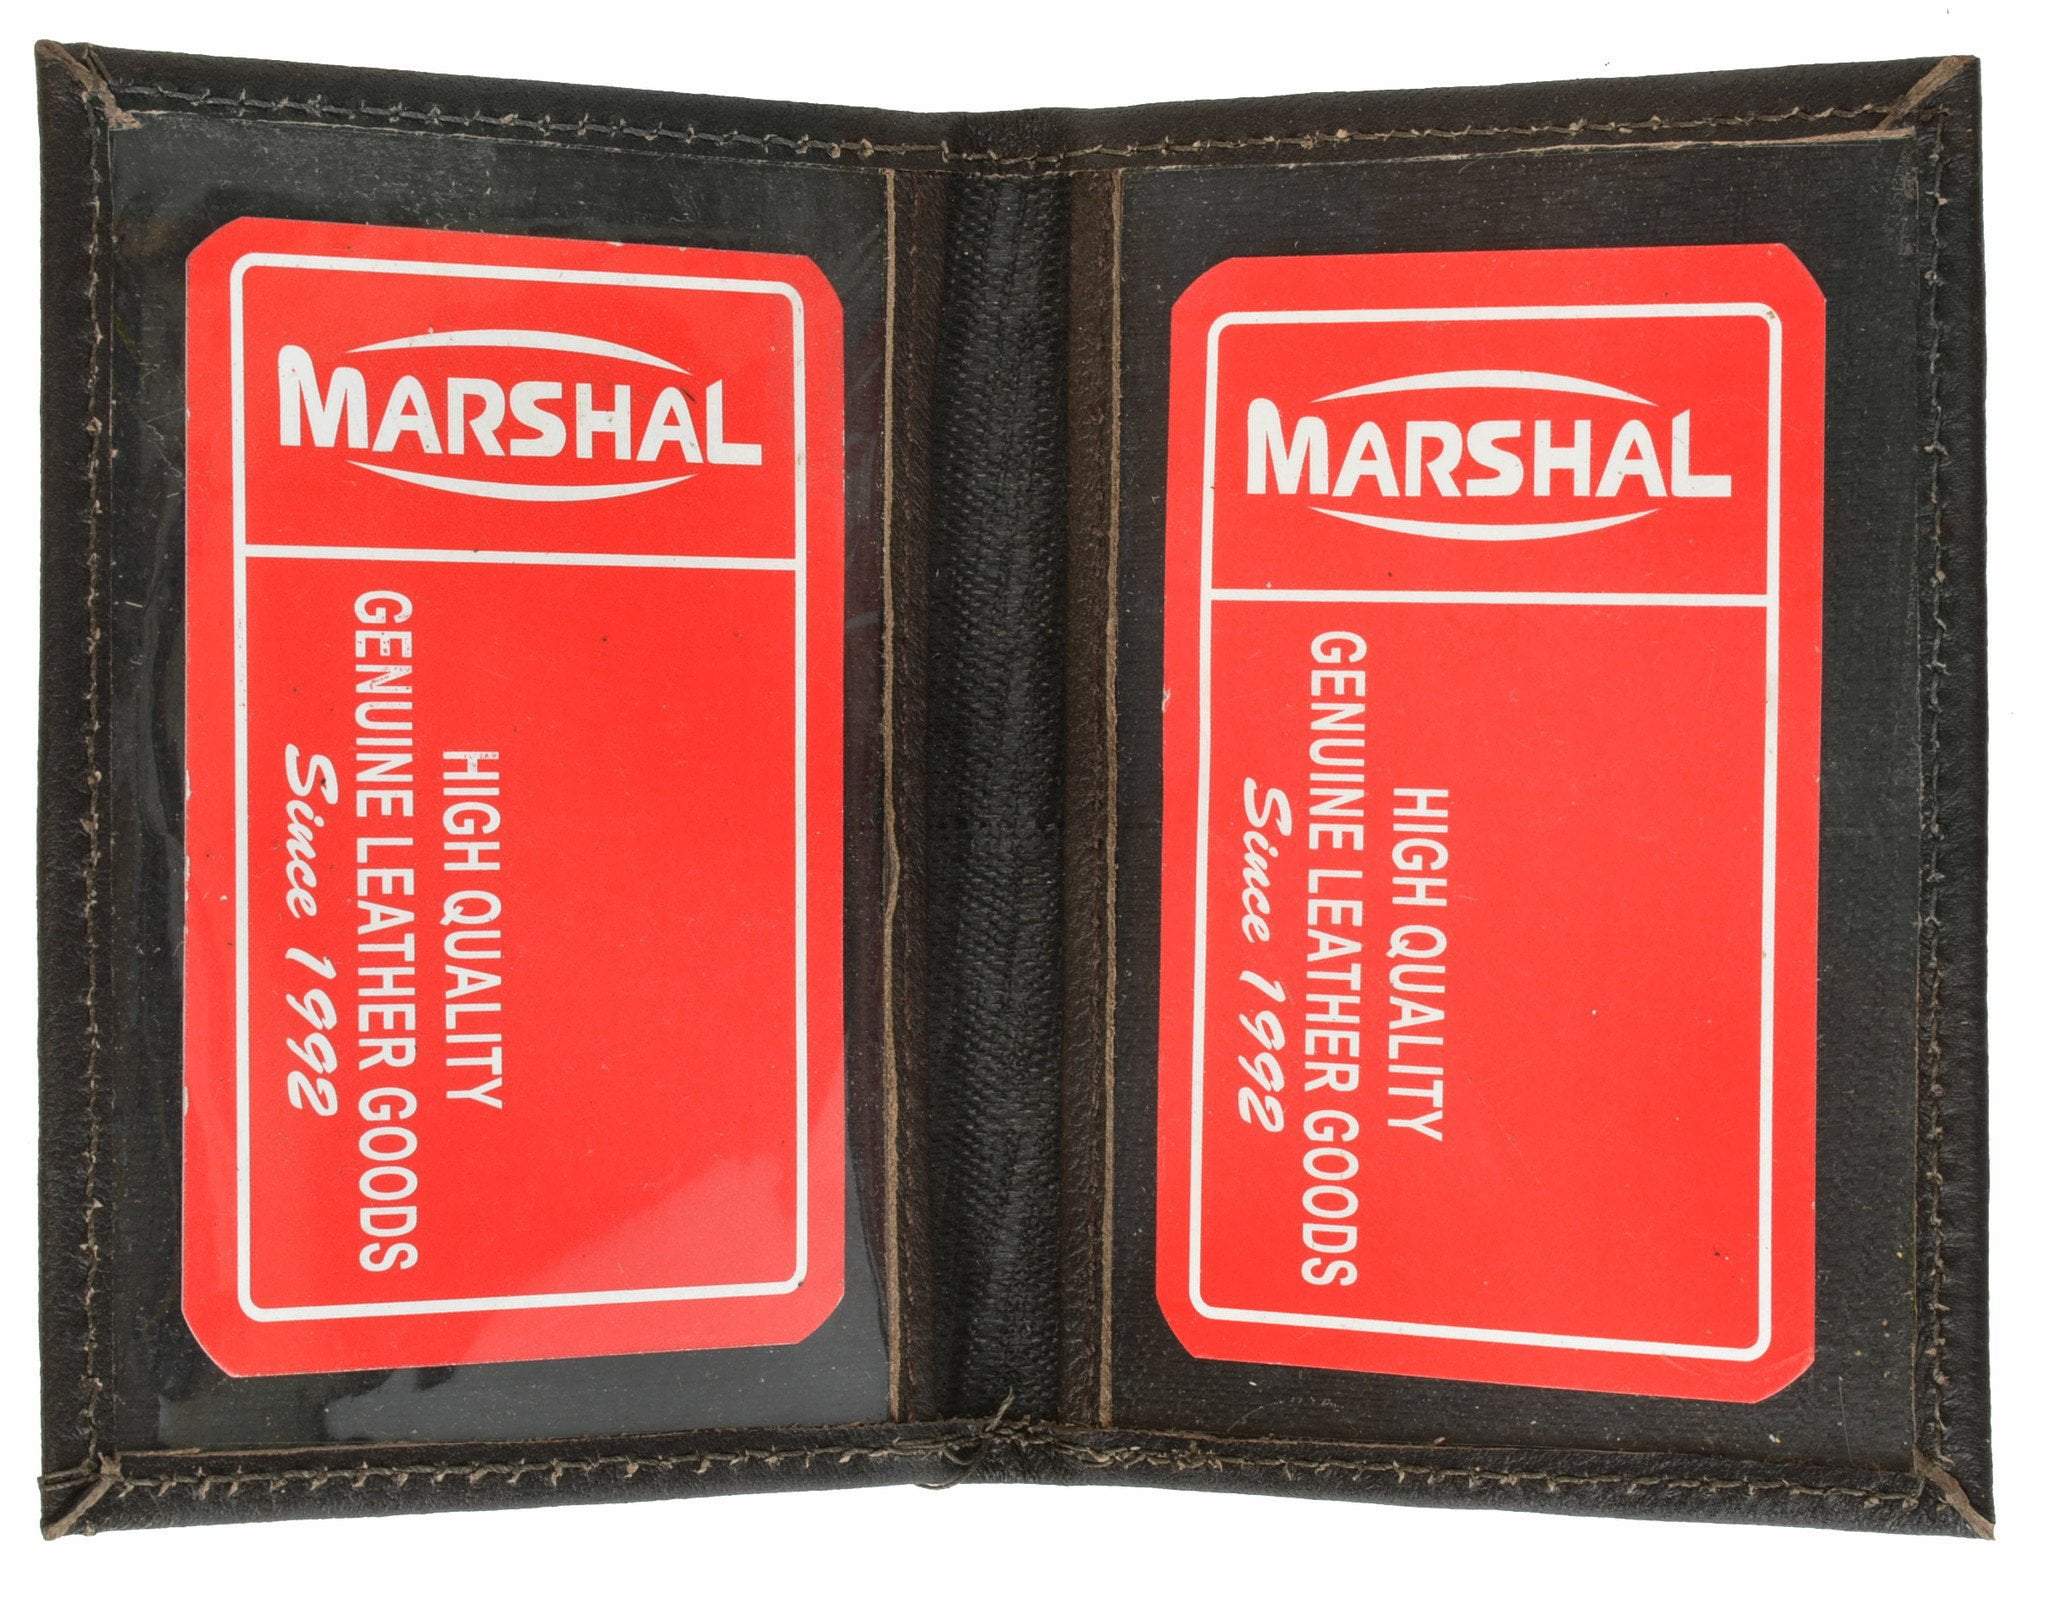 MARSHAL
HIGH QUALITY
GENUINE LEATHER GOODS
Since 1992
MARSHAL
HIGH QUALITY
GENUINE LEATHER GOODS
Since 1992